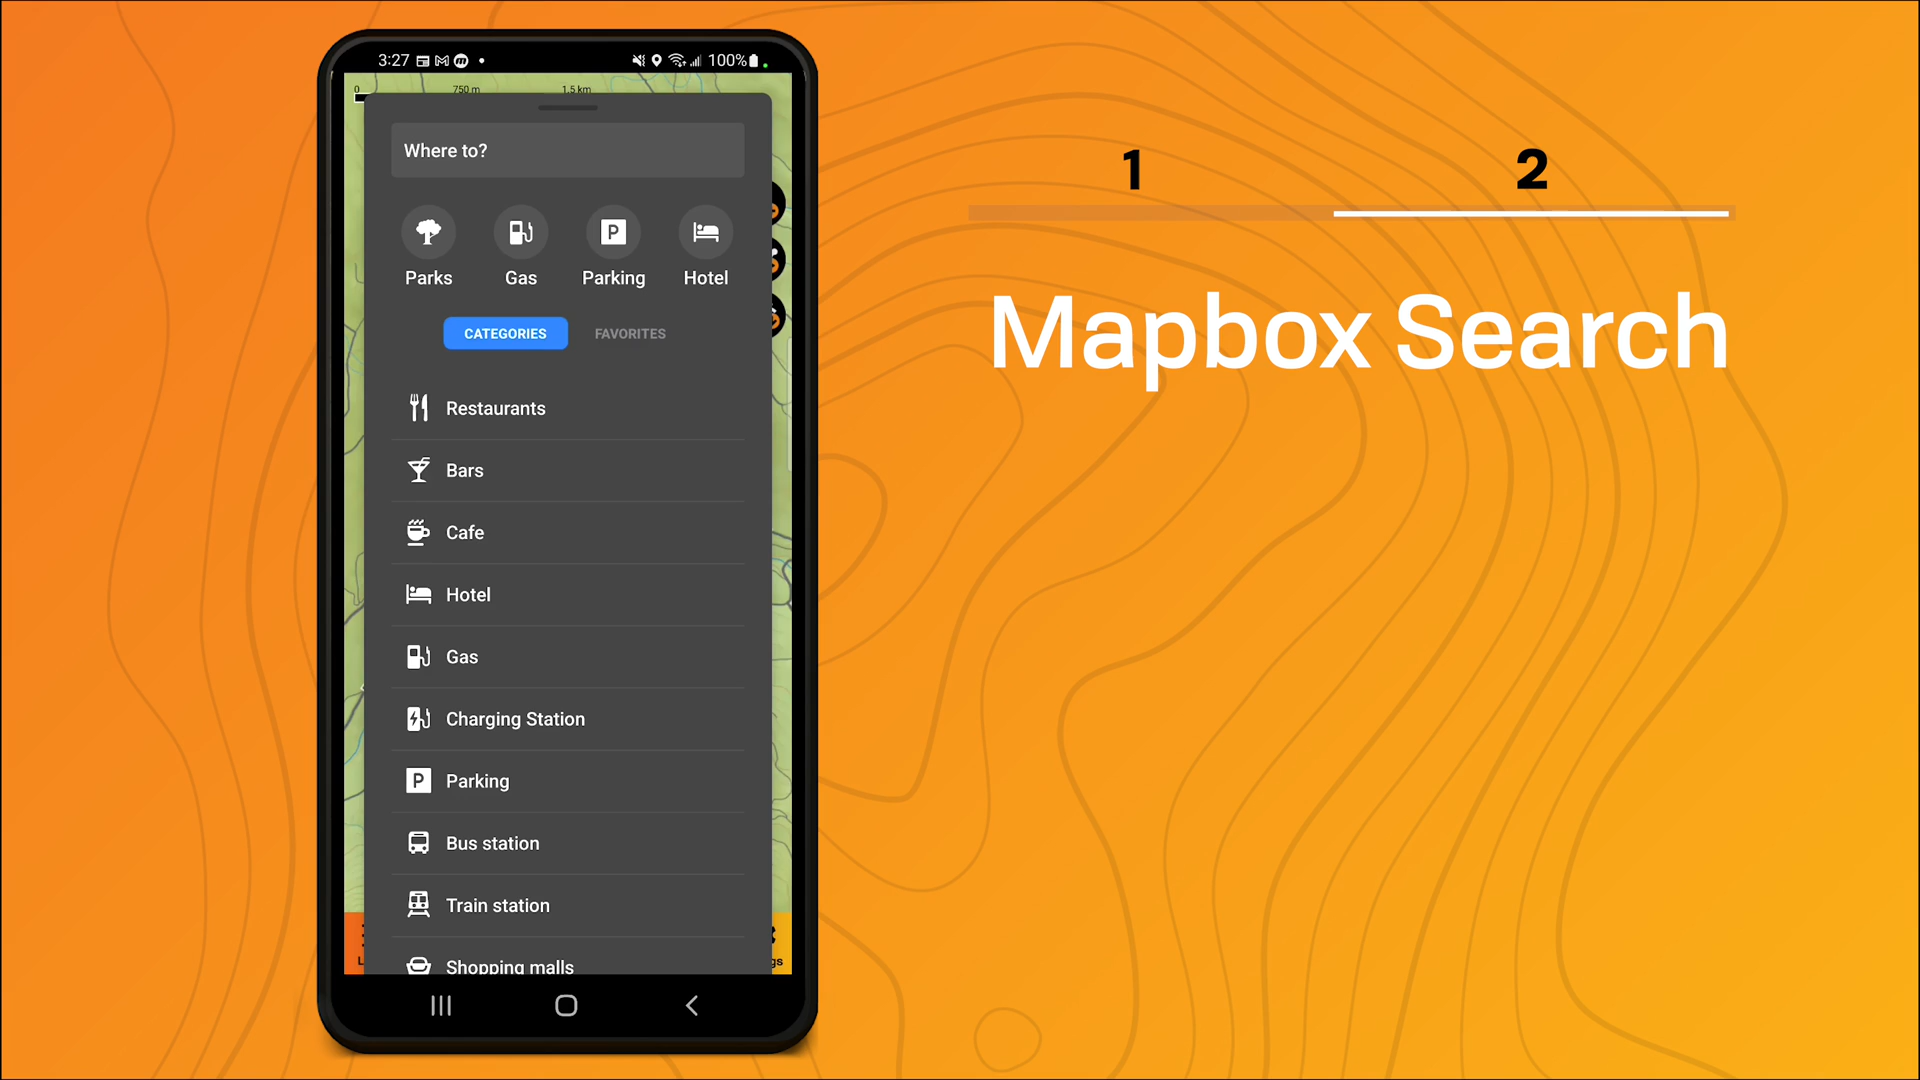 3:27
100%
0 750 m 1.5 km
Where to?
Parks Gas Parking Hotel
CATEGORIES FAVORITES
Restaurants
Bars
Cafe
Hotel
Gas
Charging Station
P Parking
Bus station
Train station
Shopping malls
1 2
Mapbox Search